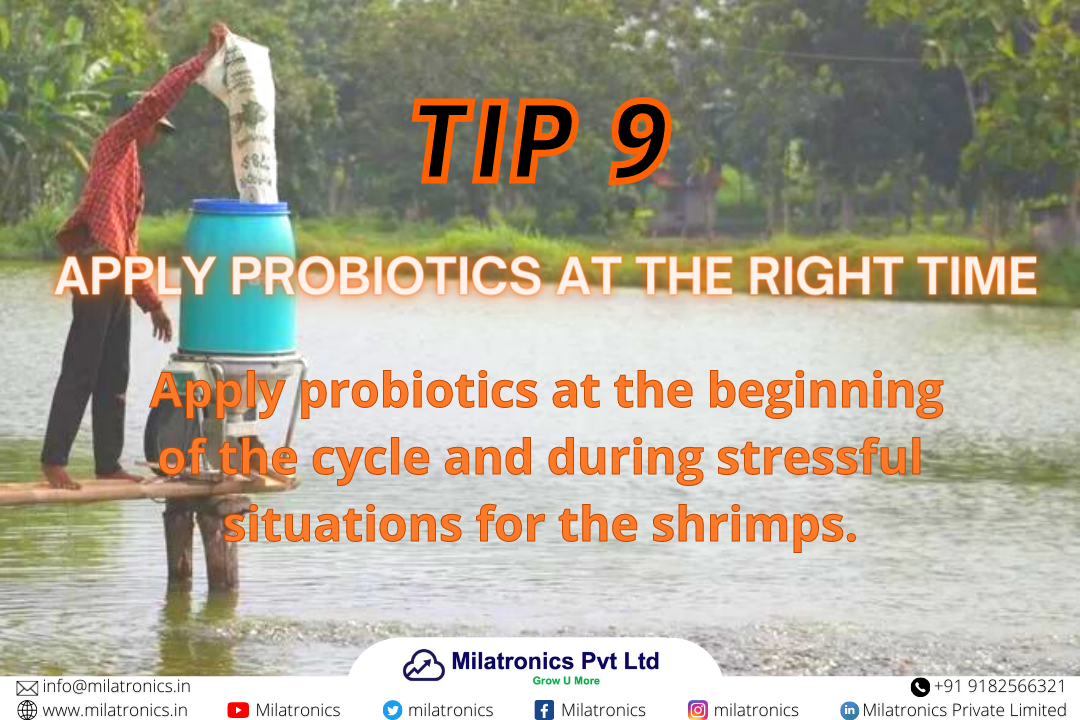 TIP 9
APPLY PROBIOTICS AT THE RIGHT TIME
Apply probiotics at the beginning
of the cycle and during stressful
situations for the shrimps.
Milatronics Pvt Ltd
Grow U More
info@milatronics.in
+91 9182566321
www.milatronics.in
Milatronics
milatronics
Milatronics
milatronics
Milatronics Private Limited